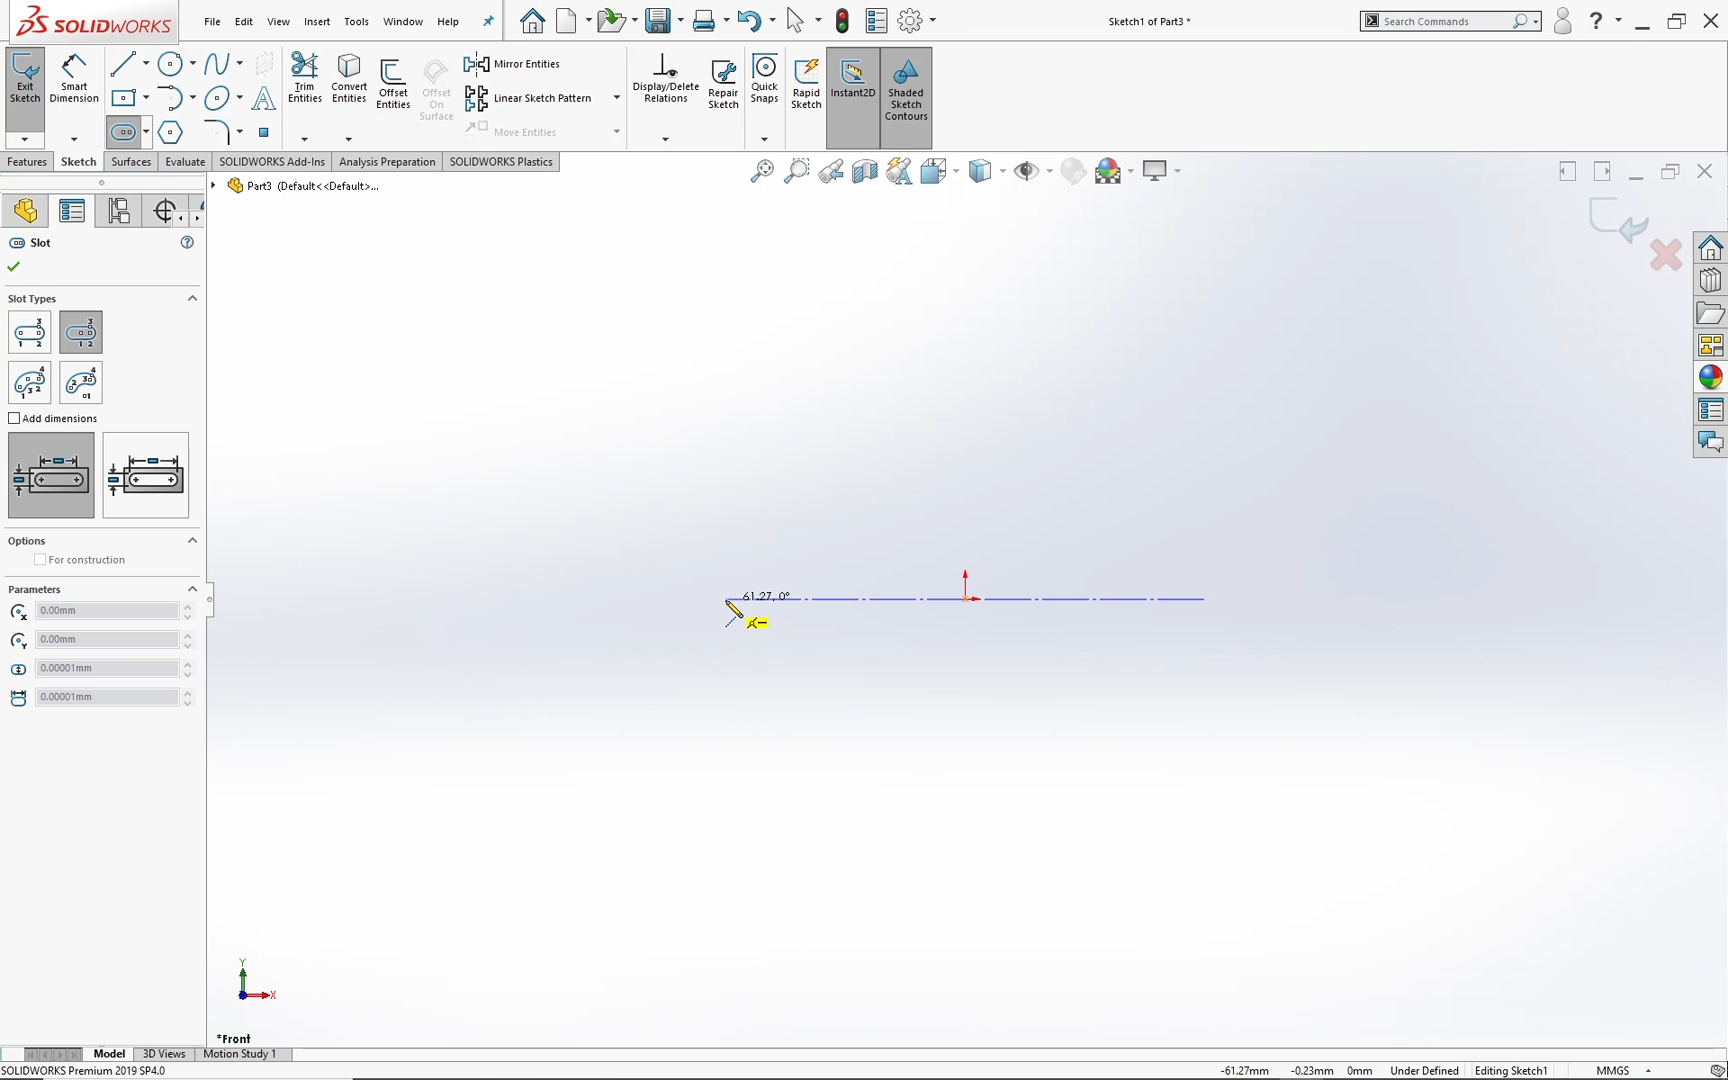 SOLIDWORKS
File Edit View Insert Tools Window Help
Sketch1 of Part3 *
Search Commands
Exit Sketch
Smart Dimension
Trim Entities
Convert Entities
Offset Entities
Offset On Surface
Mirror Entities
Linear Sketch Pattern
Move Entities
Display/Delete Relations
Repair Sketch
Quick Snaps
Rapid Sketch
Instant2D
Shaded Sketch Contours
Features Sketch Surfaces Evaluate SOLIDWORKS Add-Ins Analysis Preparation SOLIDWORKS Plastics
Part3 (Default<<Default>...
Slot
Slot Types
Add dimensions
Options
For construction
Parameters
0.00mm
0.00mm
0.00001mm
0.00001mm
61.27, 0°
Y
X
*Front
Model 3D Views Motion Study 1
SOLIDWORKS Premium 2019 SP4.0
-61.27mm -0.23mm 0mm Under Defined Editing Sketch1 MMGS